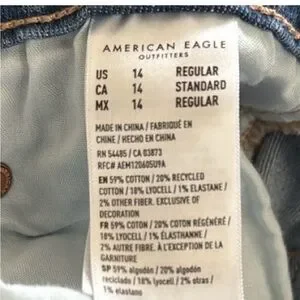 AMERICAN EAGLE
OUTFITTERS
US 14 REGULAR
CA 14 STANDARD
MX 14 REGULAR
MADE IN CHINA / FABRIQUÉ EN
CHINE / HECHO EN CHINA
RN 54485 / CA 03873
RFC# AEM120605U9A
EN 59% COTTON / 20% RECYCLED
COTTON / 18% LYOCELL / 1% ELASTANE /
2% OTHER FIBER. EXCLUSIVE OF
DECORATION
FR 59% COTON / 20% COTON RÉGÉNÉRÉ /
18% LYOCELL / 1% ÉLASTHANNE /
2% AUTRE FIBRE. À L'EXCEPTION DE LA
GARNITURE
SP 59% algodón / 20% algodón
reciclado / 18% lyocell / 2% otras /
1% elastano